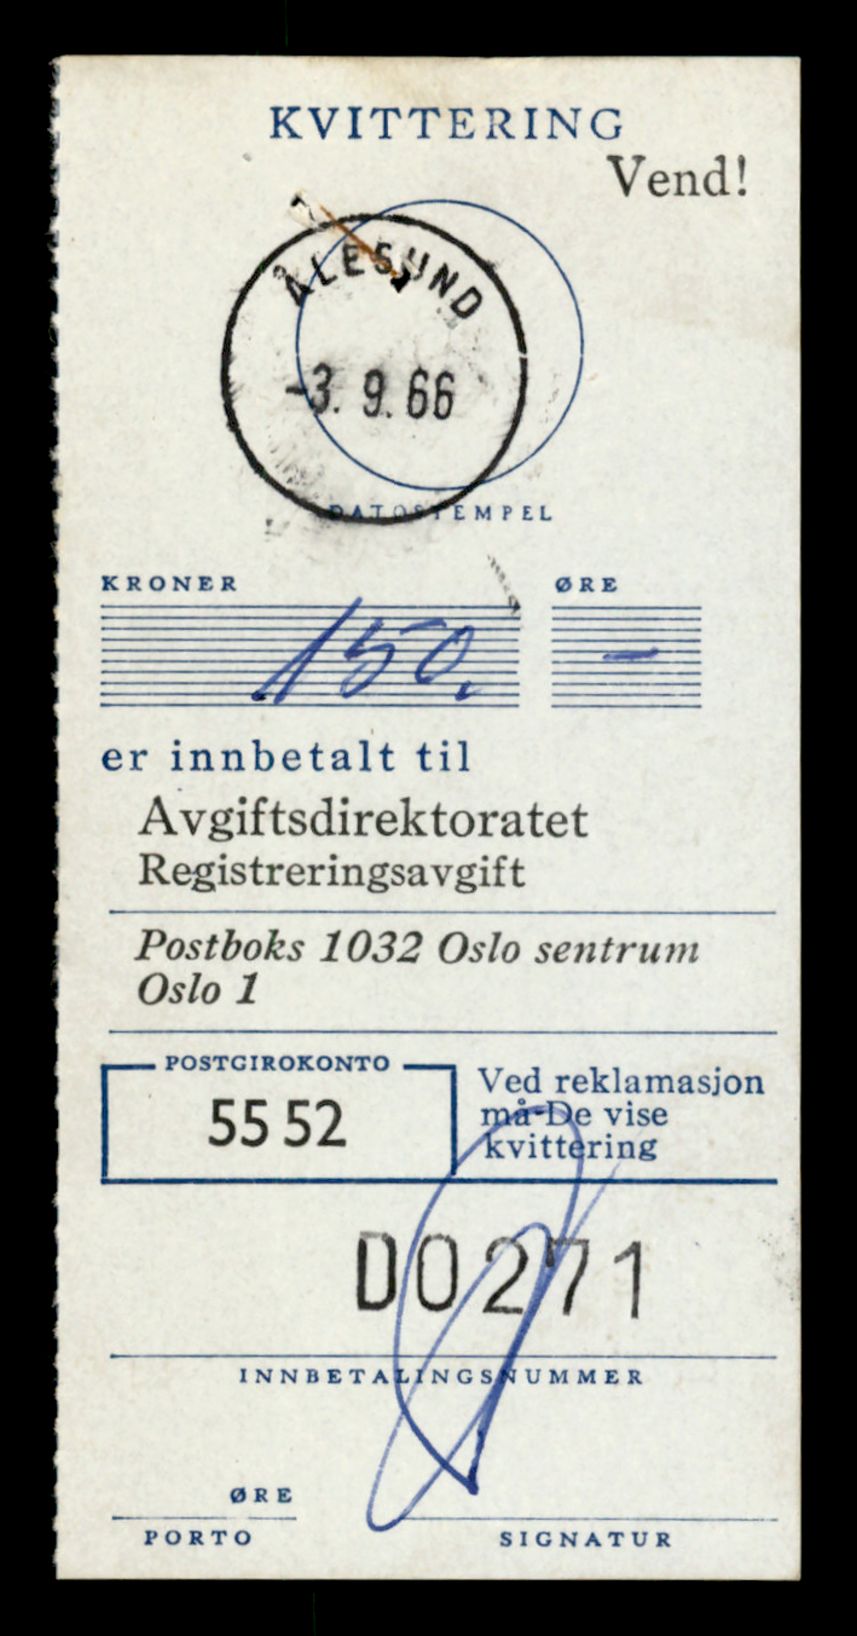 KVITTERING
Vend!
ÅLESUND
-3. 9. 66
DATOSTEMPEL
KRONER ØRE
150. -
er innbetalt til
Avgiftsdirektoratet
Registreringsavgift
Postboks 1032 Oslo sentrum
Oslo 1
POSTGIROKONTO
55 52
Ved reklamasjon
må De vise
kvittering
D0271
INNBETALINGSNUMMER
ØRE
PORTO SIGNATUR